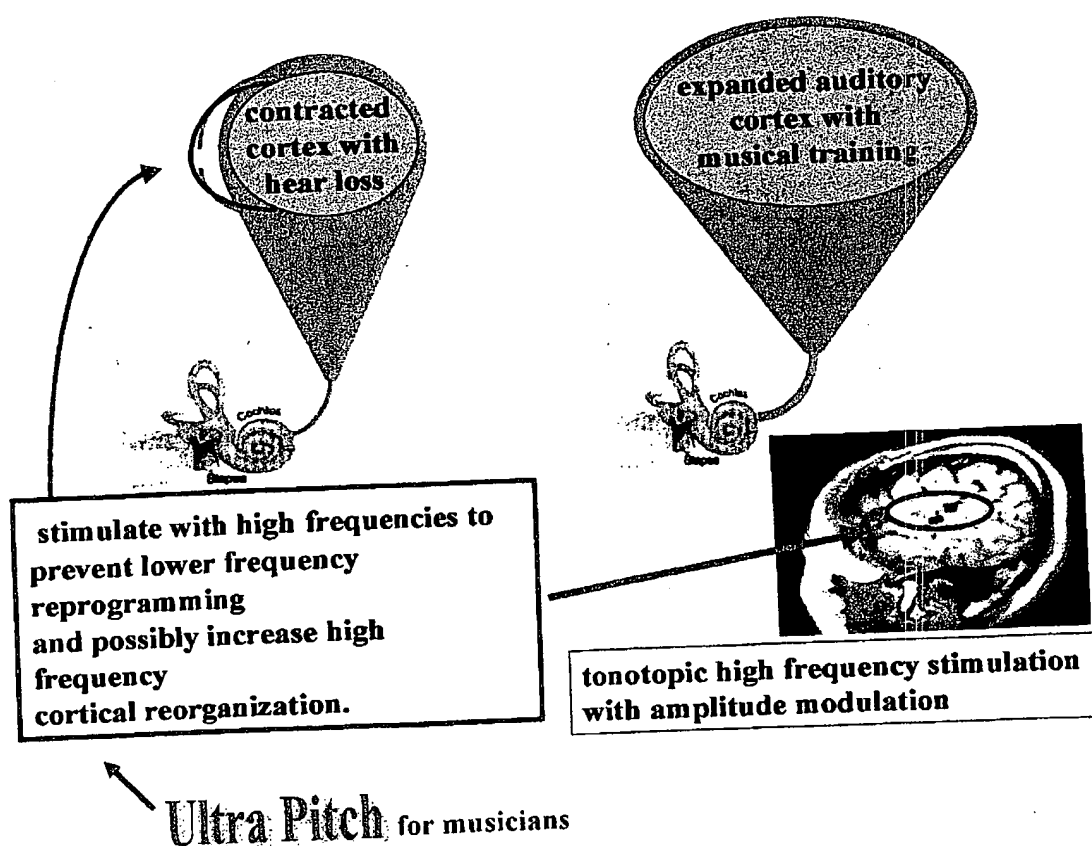 contracted
cortex with
hear loss
expanded auditory
cortex with
musical training
Cochlea
Stapes
Cochlea
Stapes
stimulate with high frequencies to
prevent lower frequency
reprogramming
and possibly increase high
frequency
cortical reorganization.
tonotopic high frequency stimulation
with amplitude modulation
Ultra Pitch for musicians